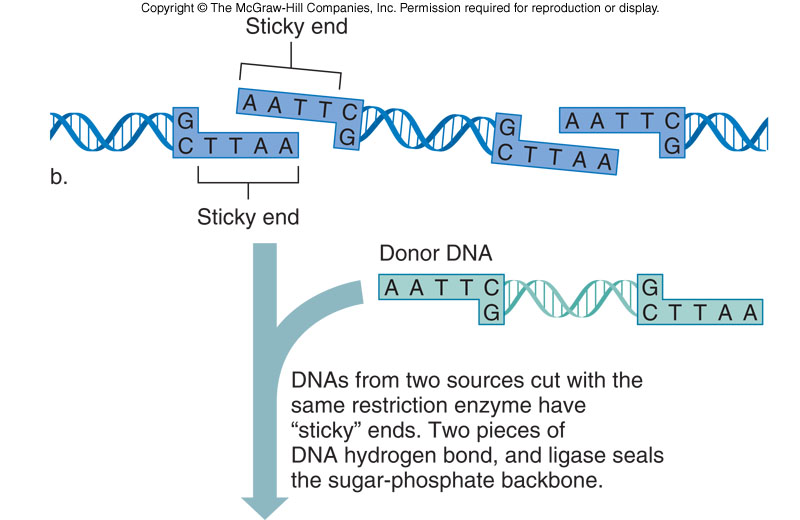 Copyright © The McGraw-Hill Companies, Inc. Permission required for reproduction or display.
Sticky end
A A T T C
G
G
C T T A A
G
C T T A A
A A T T C
G
b.
Sticky end
Donor DNA
A A T T C
G
G
C T T A A
DNAs from two sources cut with the
same restriction enzyme have
“sticky” ends. Two pieces of
DNA hydrogen bond, and ligase seals
the sugar-phosphate backbone.